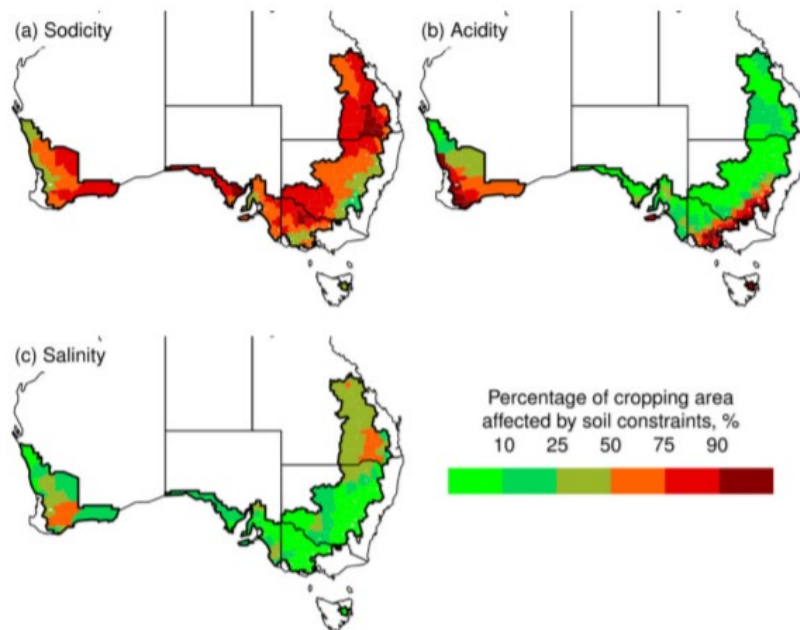 (a) Sodicity
(b) Acidity
(c) Salinity
Percentage of cropping area
affected by soil constraints, %
10 25 50 75 90